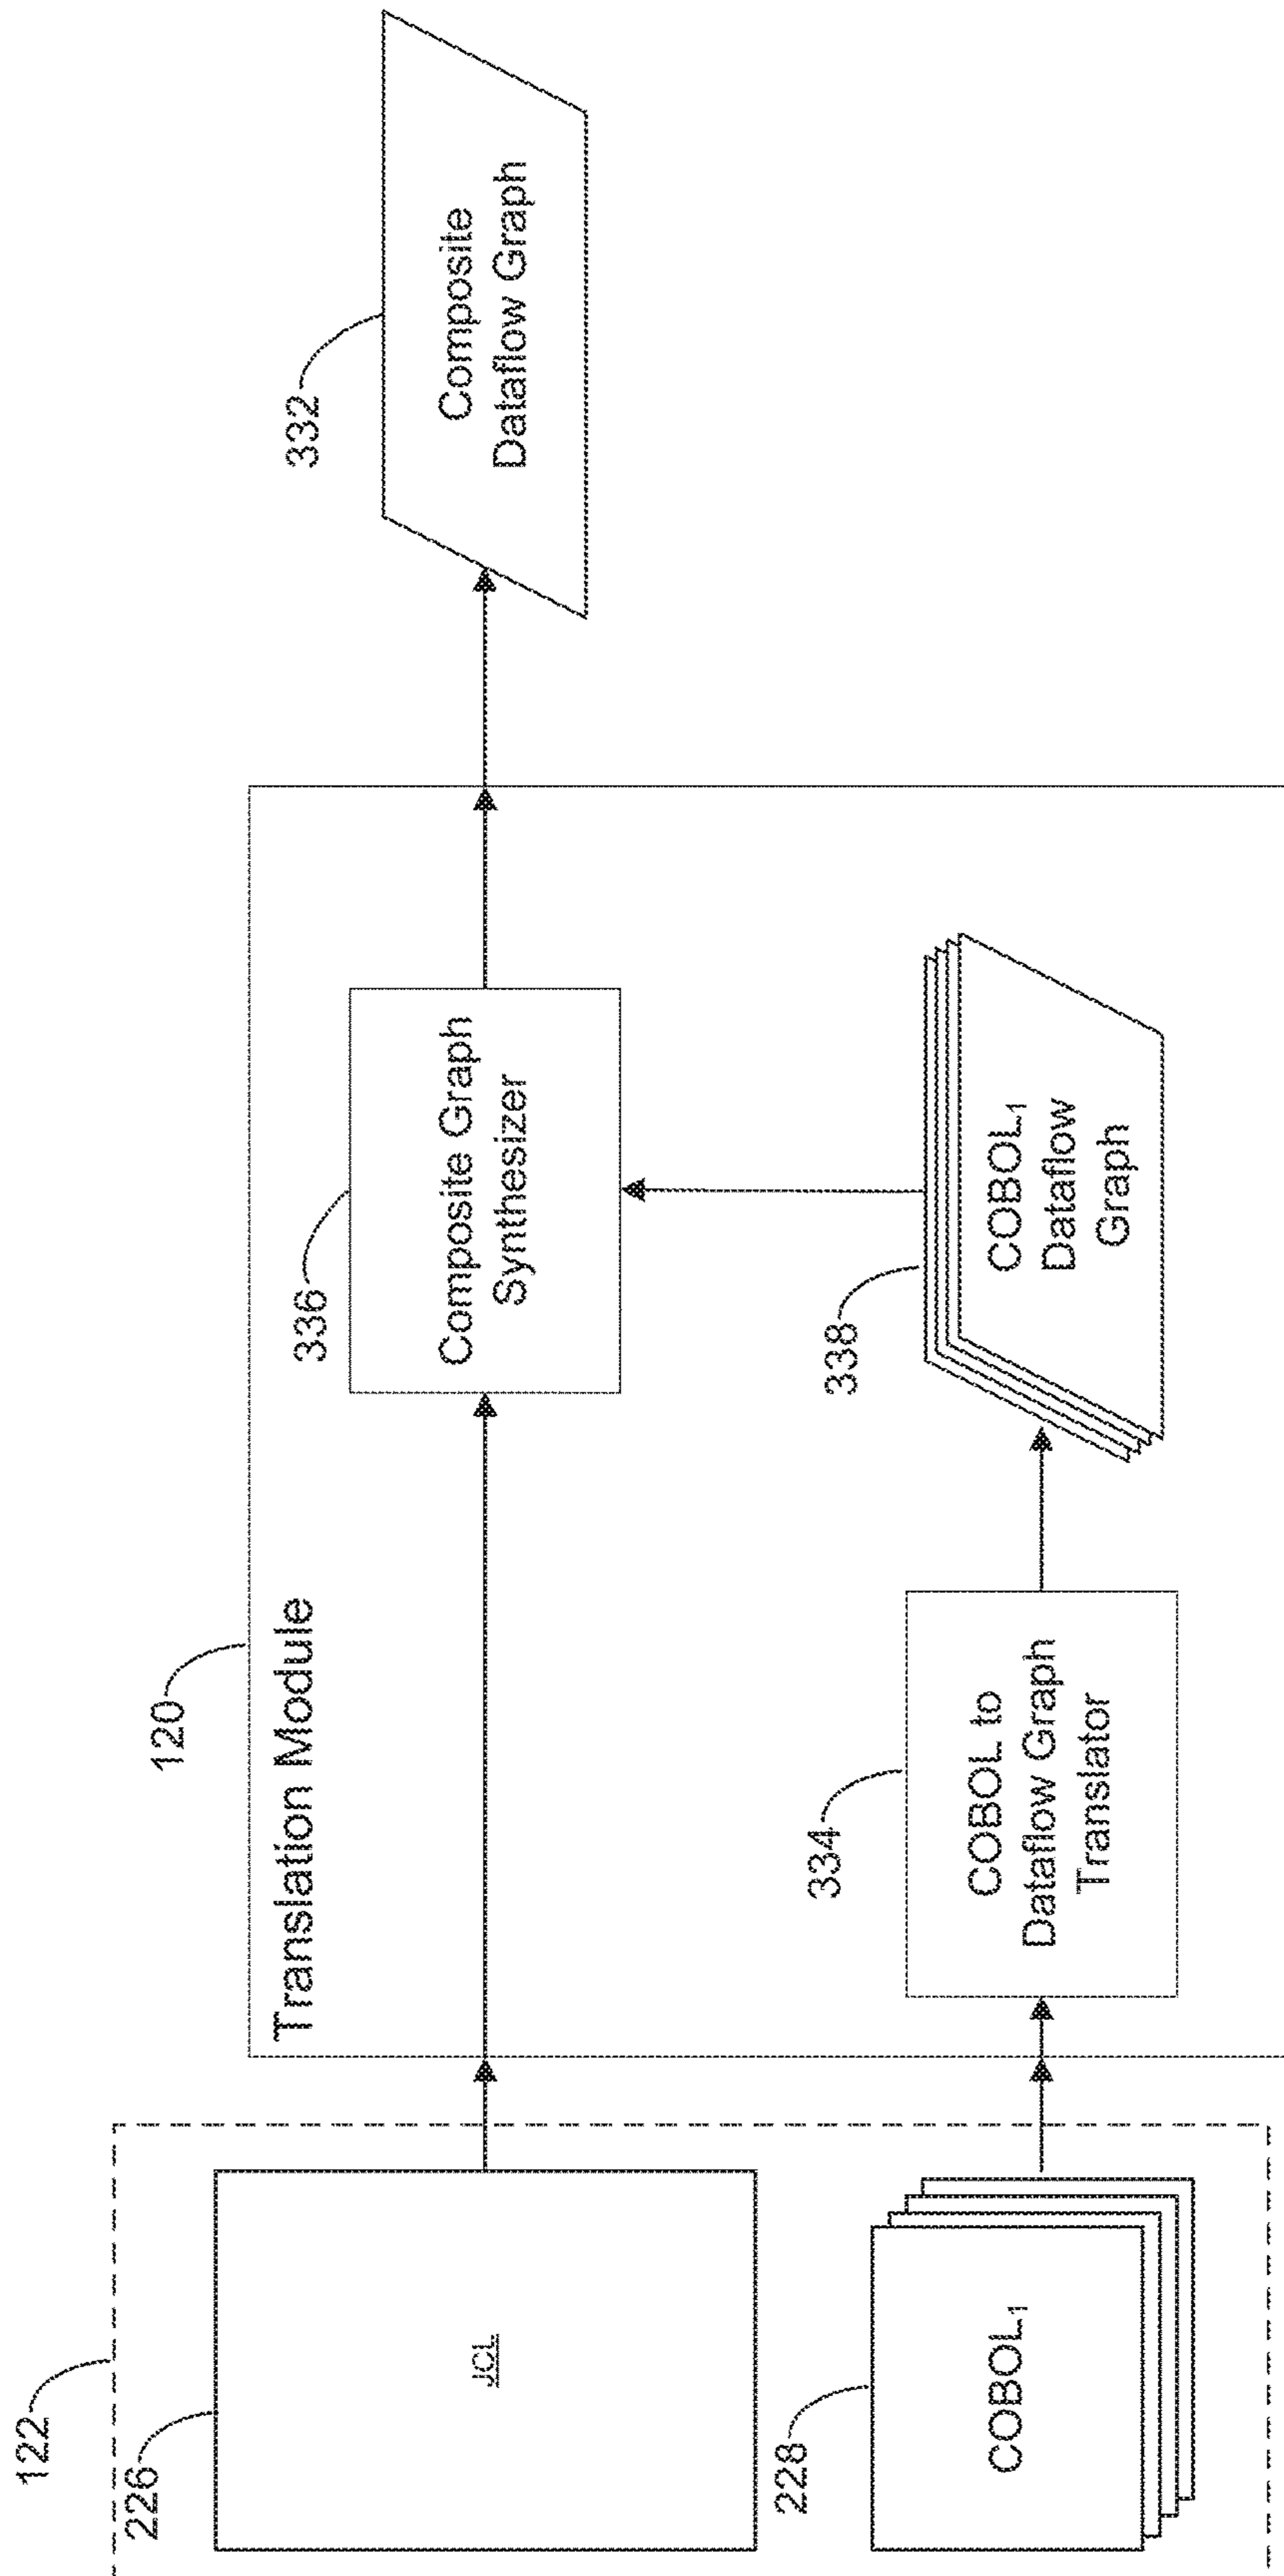 122
226
JCL
228
COBOL₁
120
Translation Module
336
Composite Graph
Synthesizer
334
COBOL to
Dataflow Graph
Translator
338
COBOL₁
Dataflow
Graph
332
Composite
Dataflow Graph